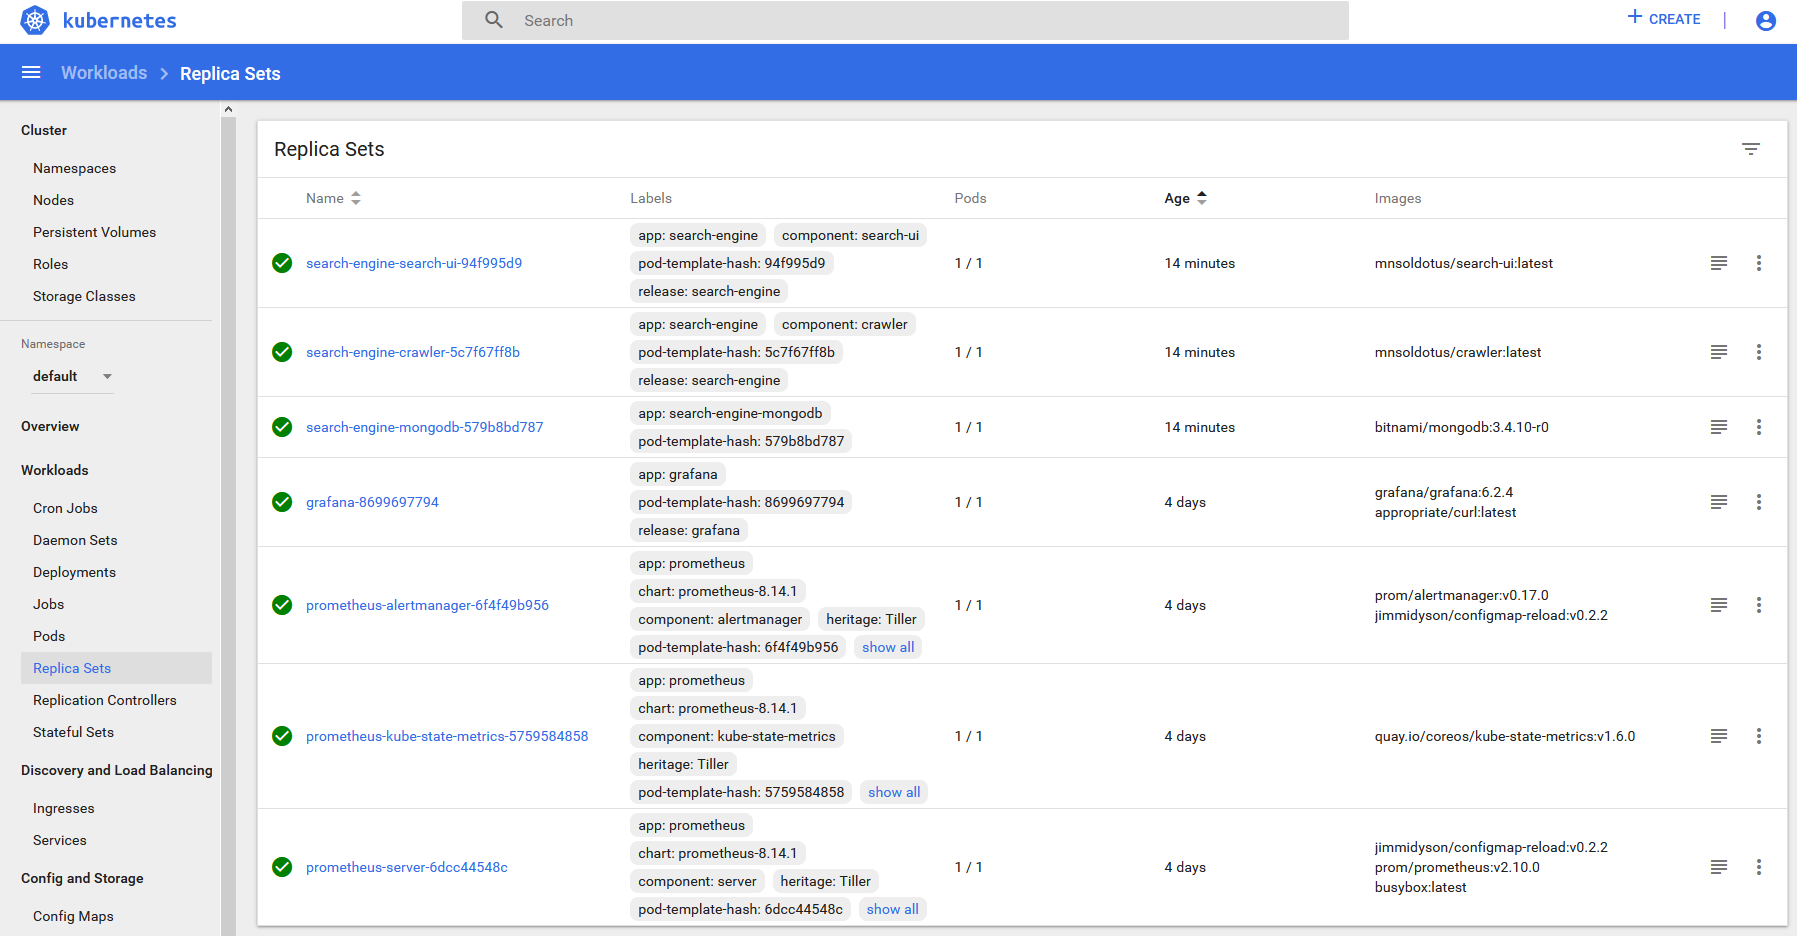 kubernetes
Search
CREATE
Workloads
Replica Sets
Cluster
Namespaces
Nodes
Persistent Volumes
Roles
Storage Classes
Namespace
default
Overview
Workloads
Cron Jobs
Daemon Sets
Deployments
Jobs
Pods
Replica Sets
Replication Controllers
Stateful Sets
Discovery and Load Balancing
Ingresses
Services
Config and Storage
Config Maps
Replica Sets
Name Labels Pods Age Images
app: search-engine component: search-ui
search-engine-search-ui-94f995d9 pod-template-hash: 94f995d9 1 / 1 14 minutes mnsoldotus/search-ui:latest
release: search-engine
app: search-engine component: crawler
search-engine-crawler-5c7f67ff8b pod-template-hash: 5c7f67ff8b 1 / 1 14 minutes mnsoldotus/crawler:latest
release: search-engine
app: search-engine-mongodb
search-engine-mongodb-579b8bd787 1 / 1 14 minutes bitnami/mongodb:3.4.10-r0
pod-template-hash: 579b8bd787
app: grafana
grafana/grafana:6.2.4
grafana-8699697794 pod-template-hash: 8699697794 1 / 1 4 days
appropriate/curl:latest
release: grafana
app: prometheus
chart: prometheus-8.14.1
prom/alertmanager:v0.17.0
prometheus-alertmanager-6f4f49b956 1 / 1 4 days
jimmidyson/configmap-reload:v0.2.2
component: alertmanager heritage: Tiller
pod-template-hash: 6f4f49b956 show all
app: prometheus
chart: prometheus-8.14.1
prometheus-kube-state-metrics-5759584858 component: kube-state-metrics 1 / 1 4 days quay.io/coreos/kube-state-metrics:v1.6.0
heritage: Tiller
pod-template-hash: 5759584858 show all
app: prometheus
jimmidyson/configmap-reload:v0.2.2
chart: prometheus-8.14.1
prometheus-server-6dcc44548c 1 / 1 4 days prom/prometheus:v2.10.0
component: server heritage: Tiller
busybox:latest
pod-template-hash: 6dcc44548c show all